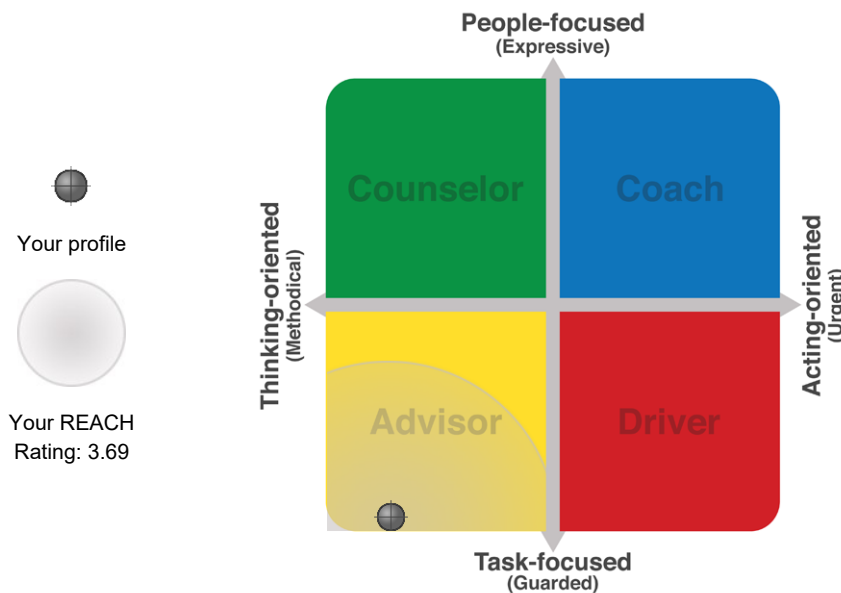 People-focused
(Expressive)
Counselor
Coach
Your profile
Thinking-oriented
(Methodical)
Acting-oriented
(Urgent)
Your REACH
Rating: 3.69
Advisor
Driver
Task-focused
(Guarded)